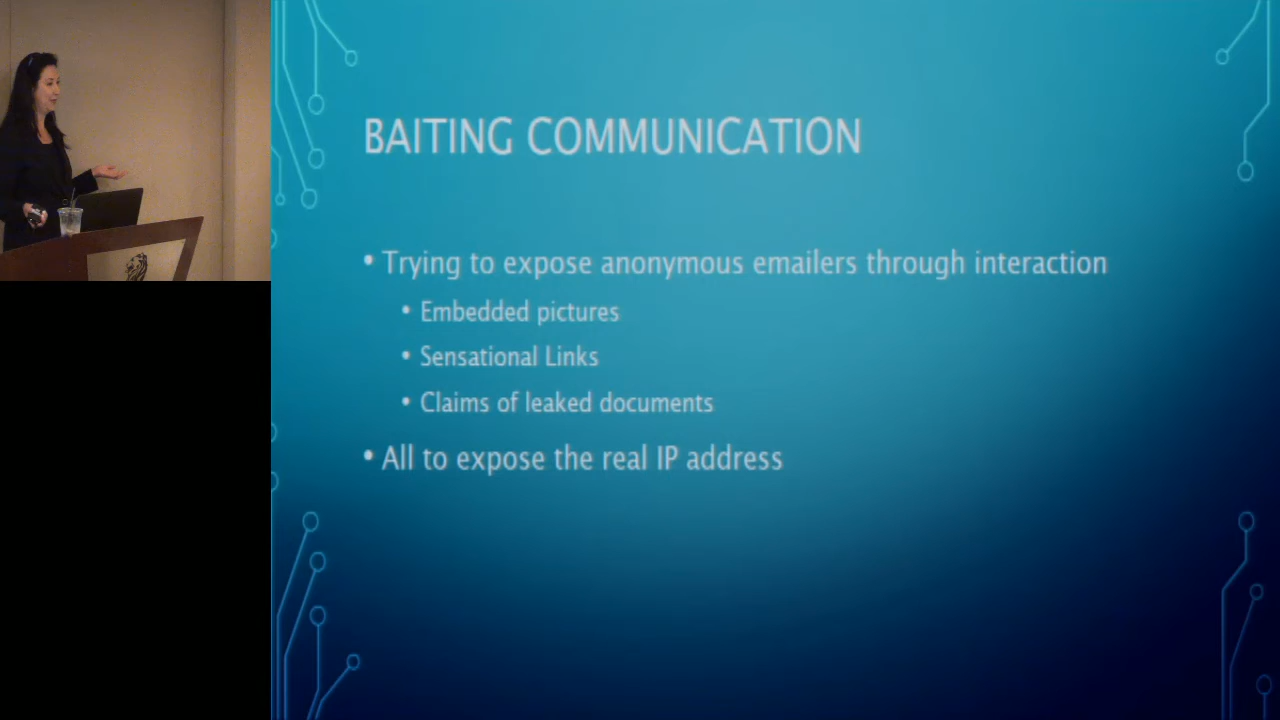 BAITING COMMUNICATION
• Trying to expose anonymous emailers through interaction
• Embedded pictures
• Sensational Links
• Claims of leaked documents
• All to expose the real IP address